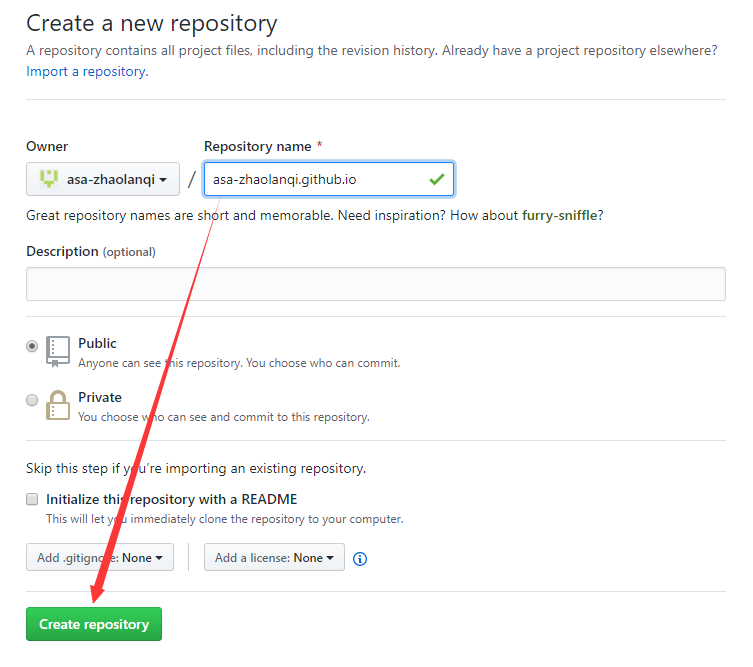 Create a new repository
A repository contains all project files, including the revision history. Already have a project repository elsewhere?
Import a repository.
Owner
Repository name *
asa-zhaolanqi
/
asa-zhaolanqi.github.io
Great repository names are short and memorable. Need inspiration? How about furry-sniffle?
Description (optional)
Public
Anyone can see this repository. You choose who can commit.
Private
You choose who can see and commit to this repository.
Skip this step if you're importing an existing repository.
Initialize this repository with a README
This will let you immediately clone the repository to your computer.
Add .gitignore: None
Add a license: None
Create repository